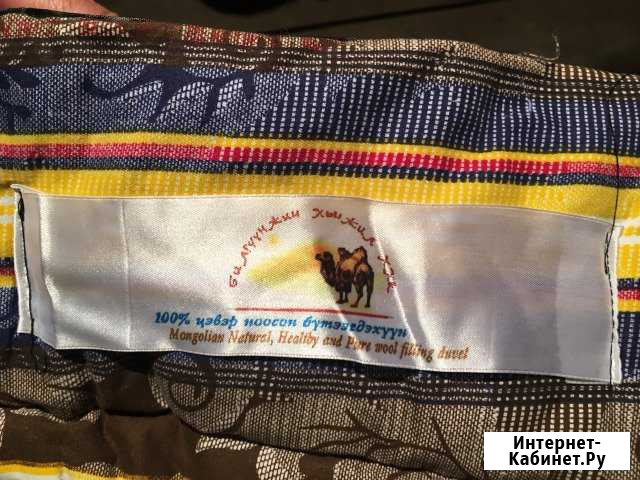 100% цэвэр ноосон бүтээгдэхүүн
Mongolian Natural, Healthy and Pure wool filling duvet
Интернет-
Кабинет.Ру